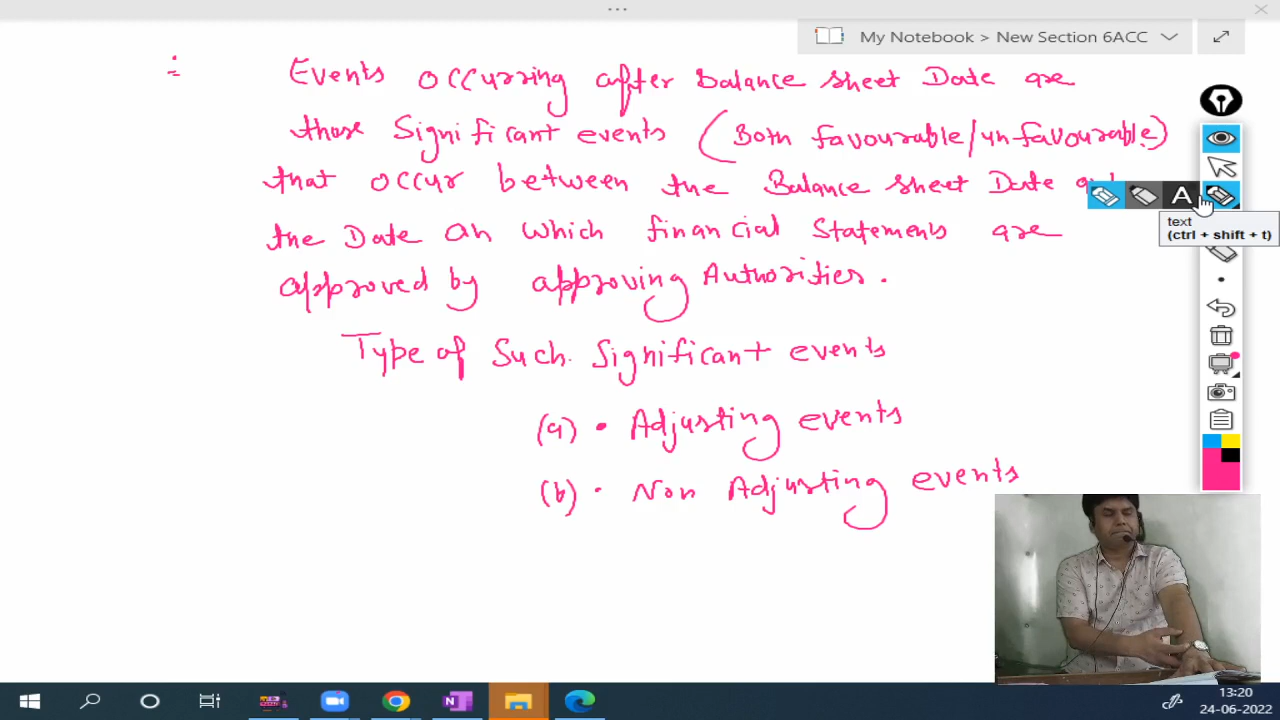 ...
My Notebook > New Section 6ACC
Events Occurring after Balance Sheet Date are
those Significant events (Both favourable/unfavourable)
that occur between the Balance Sheet Date
the Date on which financial Statements are
approved by approving Authorities.
Type of Such Significant events
(a) • Adjusting events
(b) • Non Adjusting events
A
text
(ctrl + shift + t)
13:20
24-06-2022